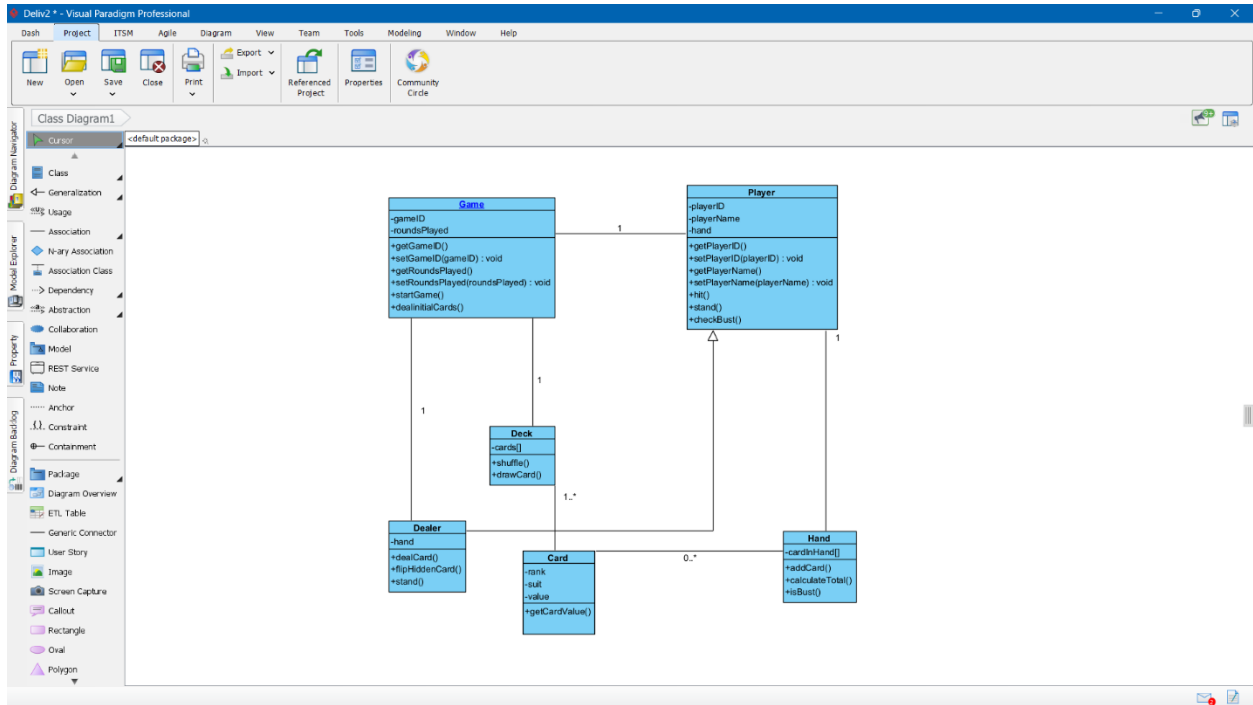 Deliv2 * - Visual Paradigm Professional
Dash Project ITSM Agile Diagram View Team Tools Modeling Window Help
New
Open
Save
Close
Print
Export
Import
Referenced
Project
Properties
Community
Circle
Class Diagram1
Diagram Navigator
Model Explorer
Property
Diagram Backlog
Cursor
<default package>
Class
Generalization
Usage
Association
N-ary Association
Association Class
Dependency
Abstraction
Collaboration
Model
REST Service
Note
Anchor
Constraint
Containment
Package
Diagram Overview
ETL Table
Generic Connector
User Story
Image
Screen Capture
Callout
Rectangle
Oval
Polygon
Game
-gameID
-roundsPlayed
+getGameID()
+setGameID(gameID) : void
+getRoundsPlayed()
+setRoundsPlayed(roundsPlayed) : void
+startGame()
+dealinitialCards()
1
Player
-playerID
-playerName
-hand
+getPlayerID()
+setPlayerID(playerID) : void
+getPlayerName()
+setPlayerName(playerName) : void
+hit()
+stand()
+checkBust()
1
1
1
Deck
-cards[]
+shuffle()
+drawCard()
1..*
Dealer
-hand
+dealCard()
+flipHiddenCard()
+stand()
Card
-rank
-suit
-value
+getCardValue()
0..*
Hand
-cardInHand[]
+addCard()
+calculateTotal()
+isBust()